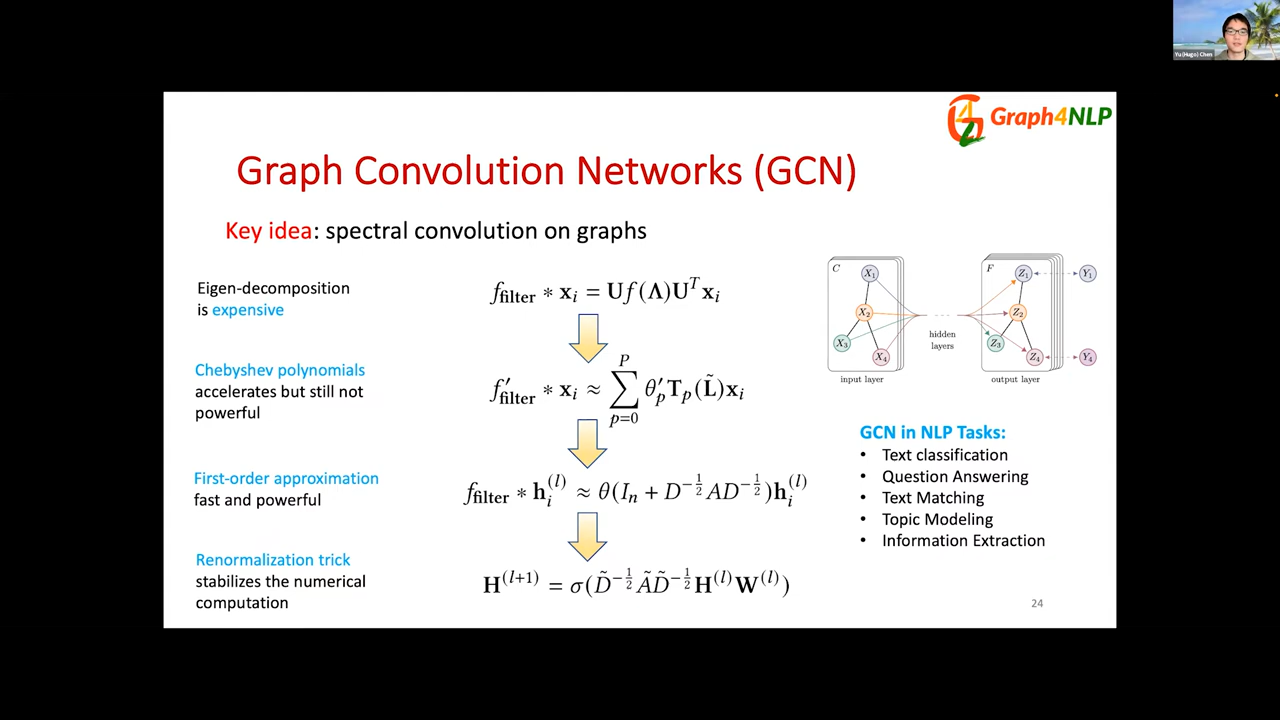 Yu (Hugo) Chen
Graph4NLP
Graph Convolution Networks (GCN)
Key idea: spectral convolution on graphs
Eigen-decomposition
is expensive
f_filter ∗ x_i = U f(Λ)U^T x_i
Chebyshev polynomials
accelerates but still not
powerful
f′_filter ∗ x_i ≈ ∑_{p=0}^{P} θ′_p T_p(L̃)x_i
First-order approximation
fast and powerful
f_filter ∗ h_i^(l) ≈ θ(I_n + D^{-1/2} A D^{-1/2})h_i^(l)
Renormalization trick
stabilizes the numerical
computation
H^(l+1) = σ(D̃^{-1/2} Ã D̃^{-1/2} H^(l) W^(l))
C
X1
X2
X3
X4
input layer
hidden
layers
F
Z1
Z2
Z3
Z4
output layer
Y1
Y4
GCN in NLP Tasks:
• Text classification
• Question Answering
• Text Matching
• Topic Modeling
• Information Extraction
24